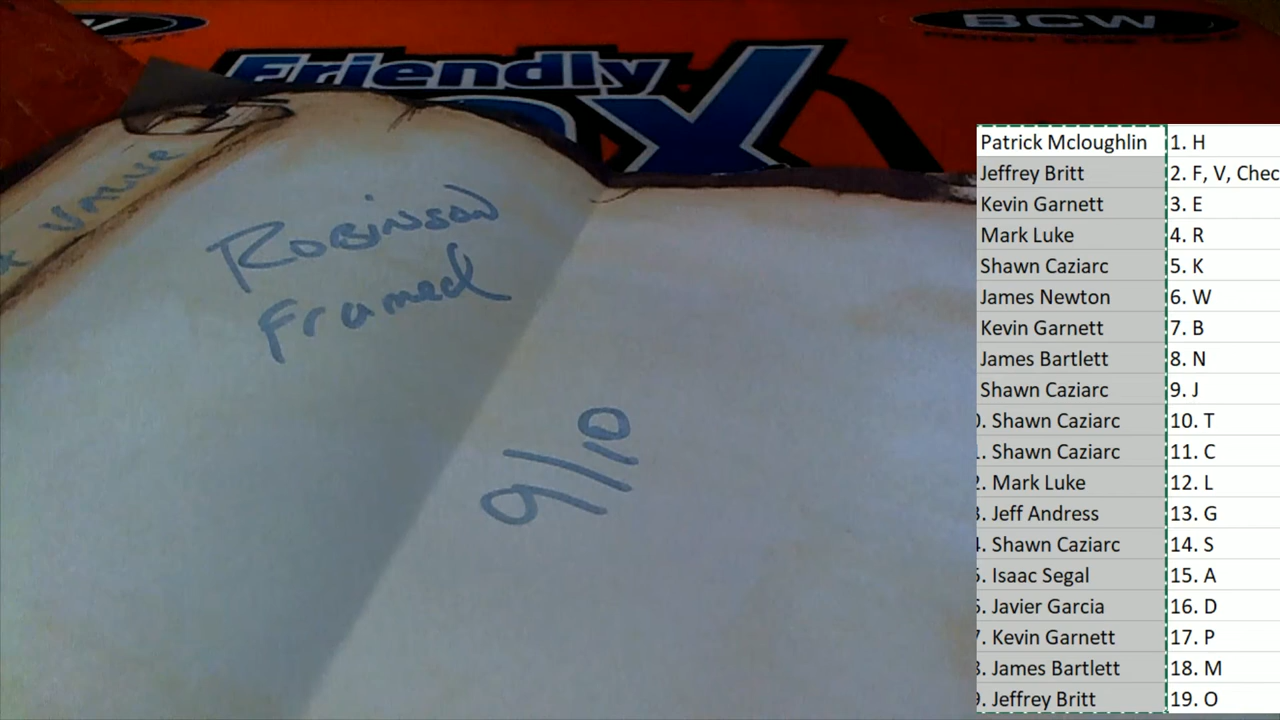 BCW
Friendly
VALUE
ROBINSON
Framed
9/10
Patrick Mcloughlin 1. H
Jeffrey Britt 2. F, V, Chec
Kevin Garnett 3. E
Mark Luke 4. R
Shawn Caziarc 5. K
James Newton 6. W
Kevin Garnett 7. B
James Bartlett 8. N
Shawn Caziarc 9. J
. Shawn Caziarc 10. T
. Shawn Caziarc 11. C
. Mark Luke 12. L
. Jeff Andress 13. G
. Shawn Caziarc 14. S
. Isaac Segal 15. A
. Javier Garcia 16. D
. Kevin Garnett 17. P
. James Bartlett 18. M
. Jeffrey Britt 19. O